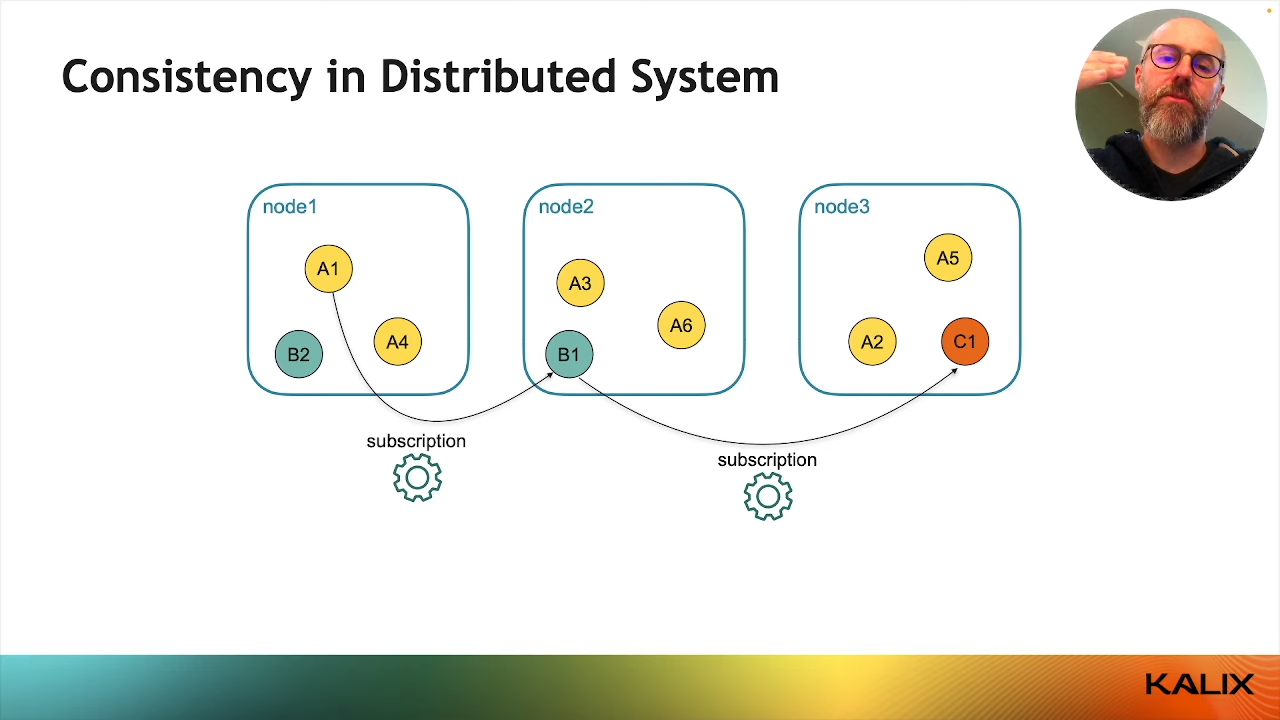 Consistency in Distributed System
node1
node2
node3
A1
A4
B2
A3
A6
B1
A5
A2
C1
subscription
subscription
KALIX